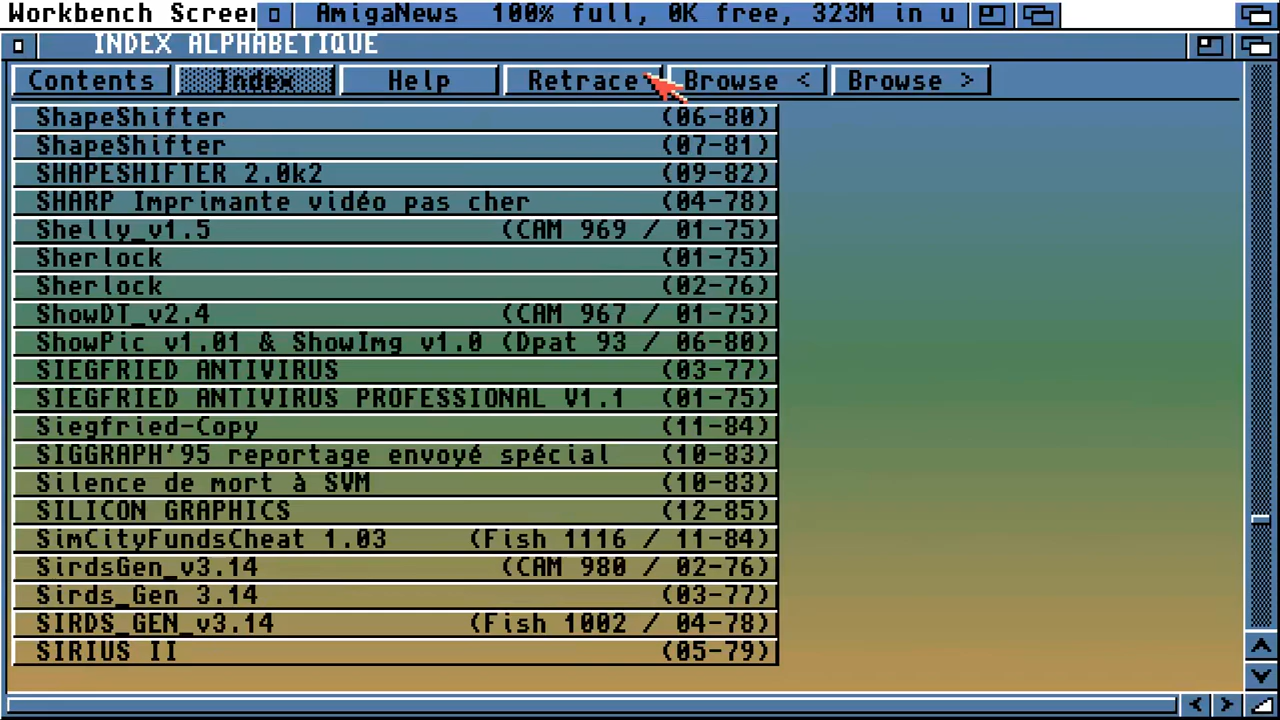 Workbench Screen AmigaNews 100% full, 0K free, 323M in u
INDEX ALPHABETIQUE
Contents Index Help Retrace Browse < Browse >
ShapeShifter (06-80)
ShapeShifter (07-81)
SHAPESHIFTER 2.0k2 (09-82)
SHARP Imprimante vidéo pas cher (04-78)
Shelly_v1.5 (CAM 969 / 01-75)
Sherlock (01-75)
Sherlock (02-76)
ShowDT_v2.4 (CAM 967 / 01-75)
ShowPic v1.01 & ShowImg v1.0 (Dpat 93 / 06-80)
SIEGFRIED ANTIVIRUS (03-77)
SIEGFRIED ANTIVIRUS PROFESSIONAL V1.1 (01-75)
Siegfried-Copy (11-84)
SIGGRAPH'95 reportage envoyé spécial (10-83)
Silence de mort à SVM (10-83)
SILICON GRAPHICS (12-85)
SimCityFundsCheat 1.03 (Fish 1116 / 11-84)
SirdsGen_v3.14 (CAM 980 / 02-76)
Sirds_Gen 3.14 (03-77)
SIRDS_GEN_v3.14 (Fish 1002 / 04-78)
SIRIUS II (05-79)